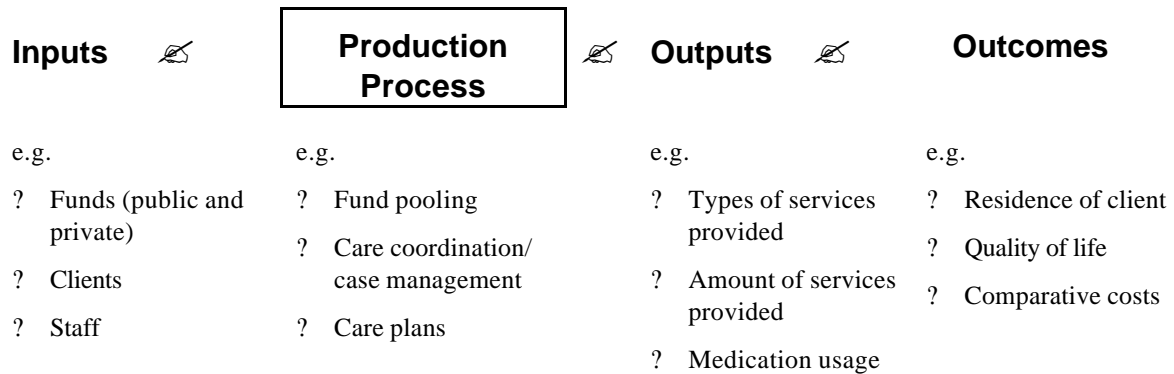 Inputs ✍ Production Process ✍ Outputs ✍ Outcomes
e.g.
? Funds (public and
private)
? Clients
? Staff
e.g.
? Fund pooling
? Care coordination/
case management
? Care plans
e.g.
? Types of services
provided
? Amount of services
provided
? Medication usage
e.g.
? Residence of client
? Quality of life
? Comparative costs